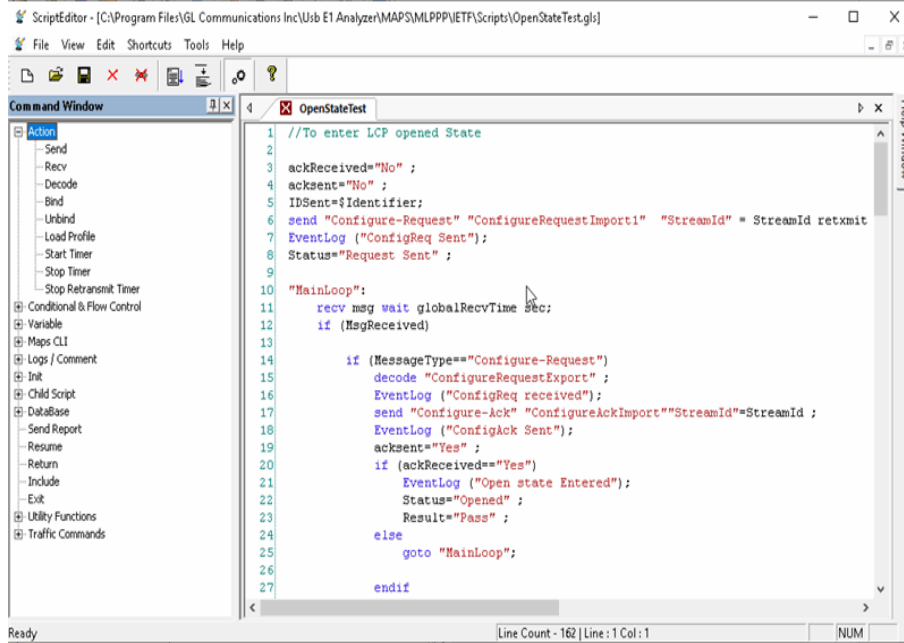 ScriptEditor - [C:\Program Files\GL Communications Inc\Usb E1 Analyzer\MAPS\MLPPP\IETF\Scripts\OpenStateTest.gls]
File View Edit Shortcuts Tools Help
Command Window
Action
Send
Recv
Decode
Bind
Unbind
Load Profile
Start Timer
Stop Timer
Stop Retransmit Timer
Conditional & Flow Control
Variable
Maps CLI
Logs / Comment
Init
Child Script
DataBase
Send Report
Resume
Return
Include
Exit
Utility Functions
Traffic Commands
OpenStateTest
1 //To enter LCP opened State
2
3 ackReceived="No" ;
4 acksent="No" ;
5 IDSent=$Identifier;
6 send "Configure-Request" "ConfigureRequestImport1" "StreamId" = StreamId retxmit
7 EventLog ("ConfigReq Sent");
8 Status="Request Sent" ;
9
10 "MainLoop":
11 recv msg wait globalRecvTime sec;
12 if (MsgReceived)
13
14 if (MessageType=="Configure-Request")
15 decode "ConfigureRequestExport" ;
16 EventLog ("ConfigReq received");
17 send "Configure-Ack" "ConfigureAckImport""StreamId"=StreamId ;
18 EventLog ("ConfigAck Sent");
19 acksent="Yes" ;
20 if (ackReceived=="Yes")
21 EventLog ("Open state Entered");
22 Status="Opened" ;
23 Result="Pass" ;
24 else
25 goto "MainLoop";
26
27 endif
Help Window
Ready
Line Count - 162 | Line : 1 Col : 1
NUM